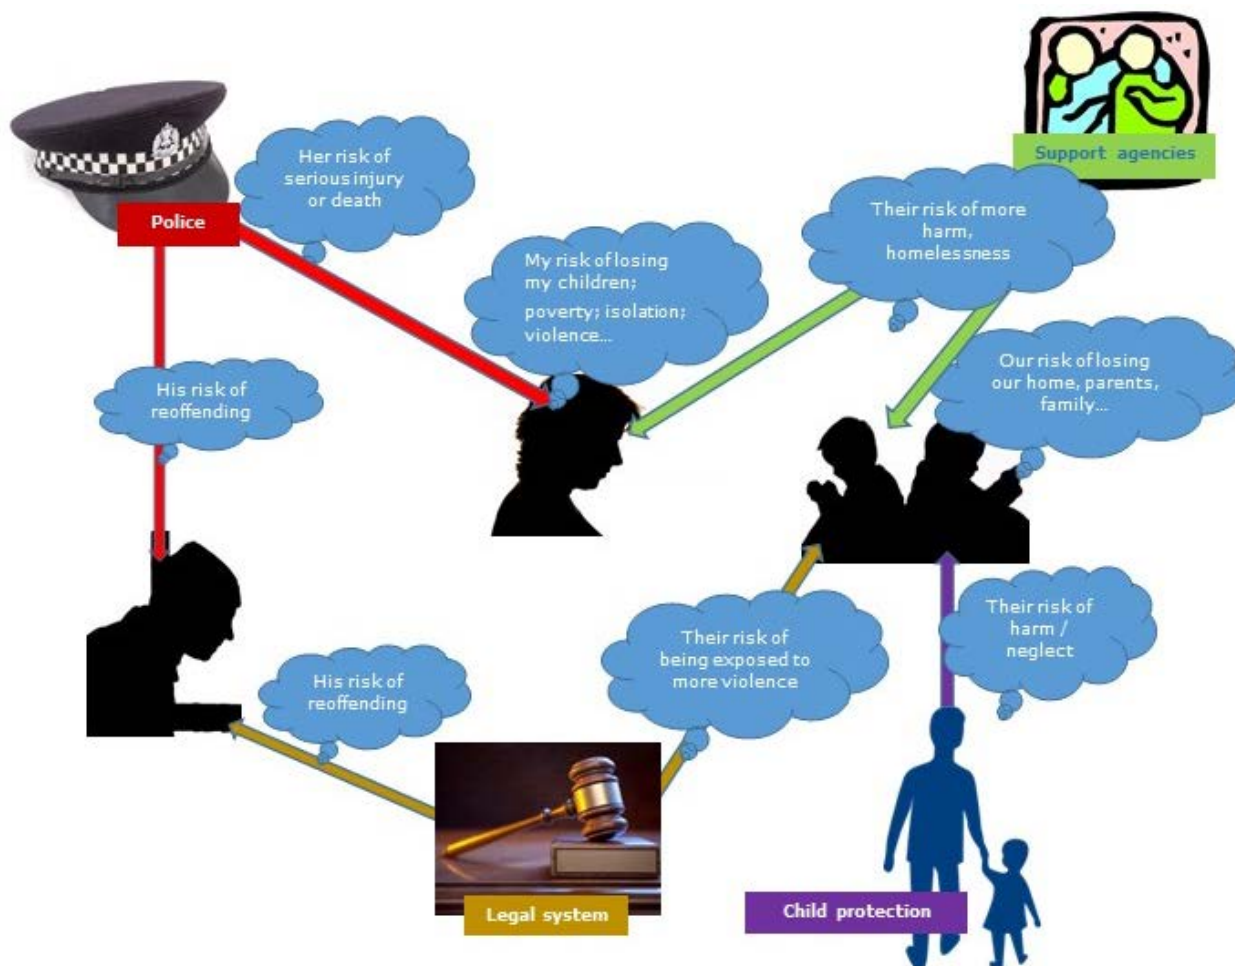 Support agencies
Her risk of
serious injury
or death
Police
Their risk of more
harm,
homelessness
My risk of losing
my children;
poverty; isolation;
violence…
Our risk of losing
our home, parents,
family…
His risk of
reoffending
Their risk of
harm /
neglect
Their risk of
being exposed to
more violence
His risk of
reoffending
Legal system
Child protection